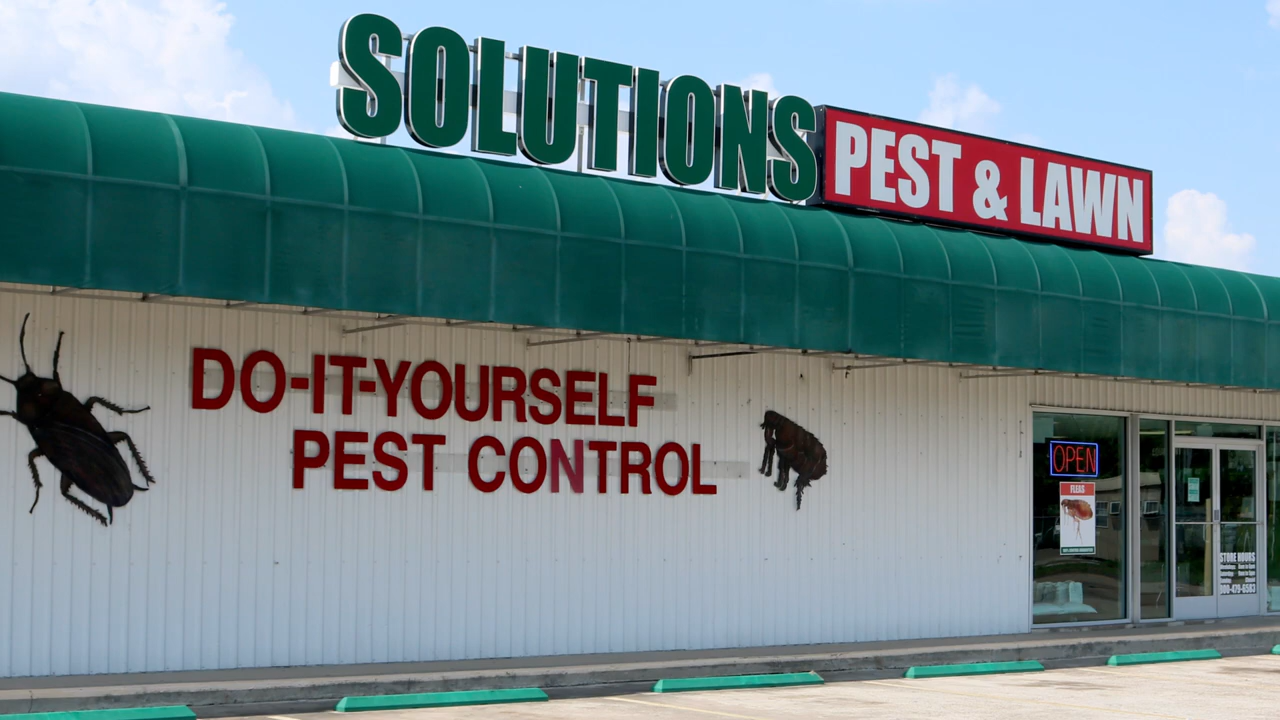 SOLUTIONS
PEST & LAWN
DO-IT-YOURSELF
PEST CONTROL
OPEN
FLEAS
STORE HOURS